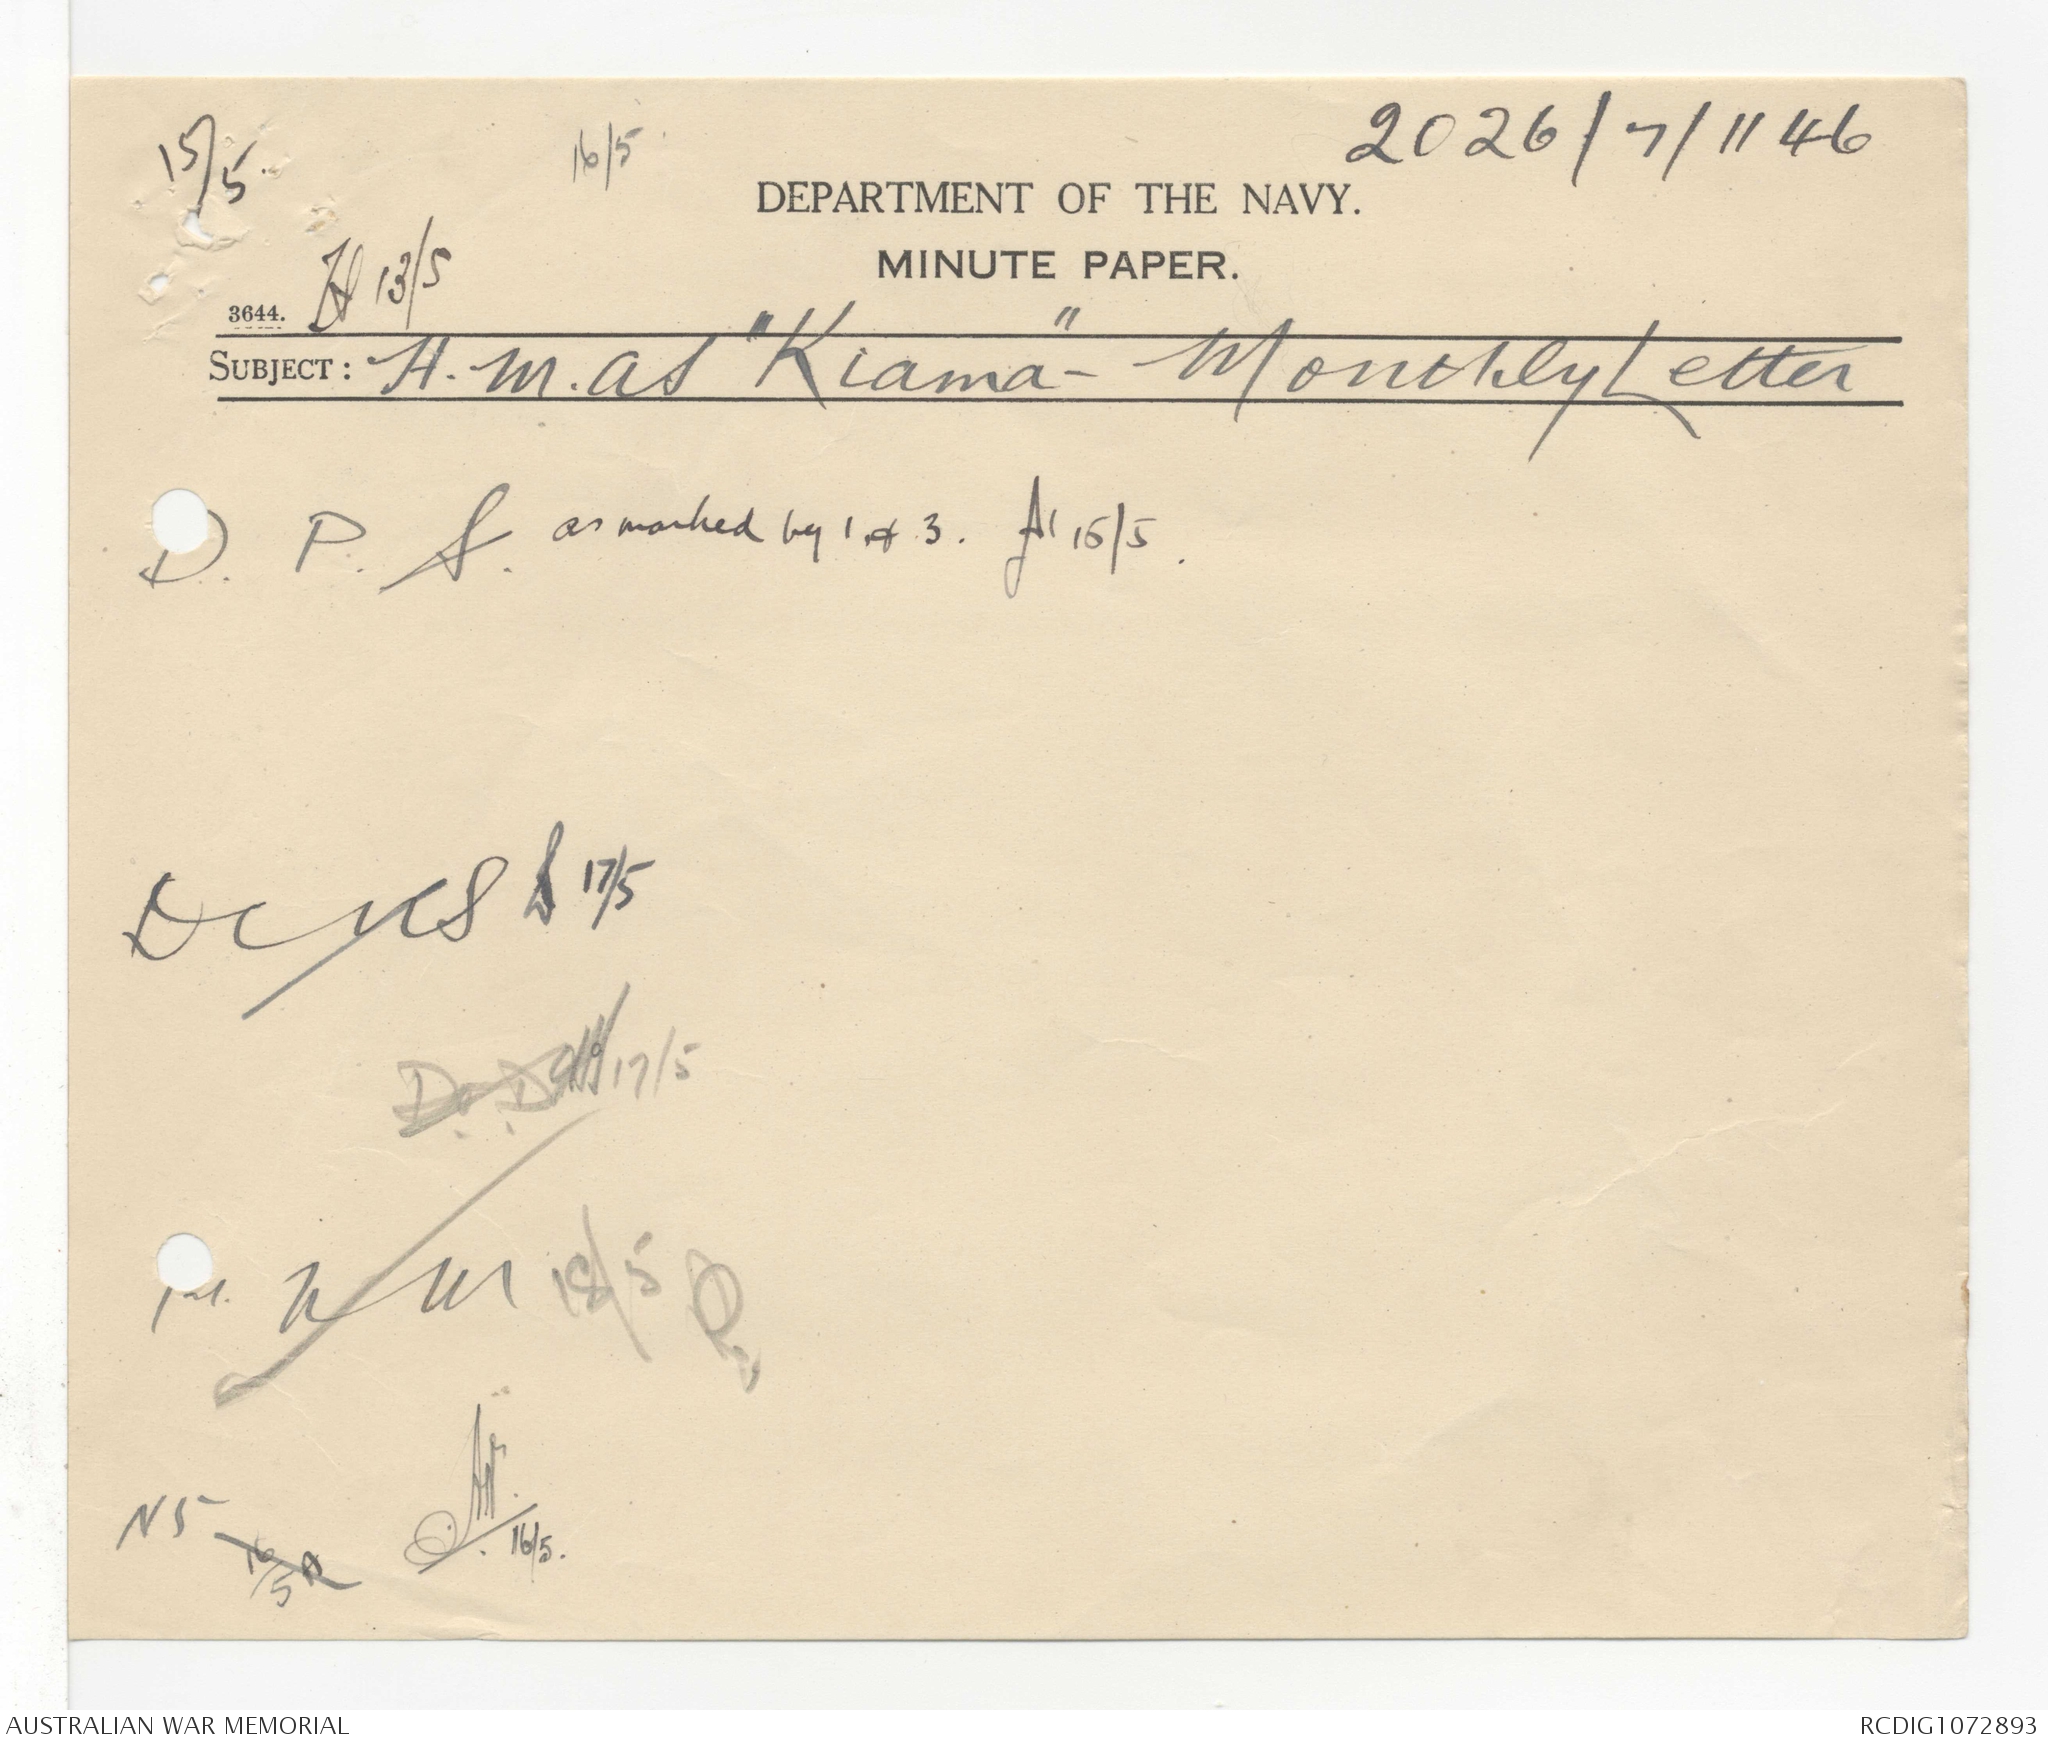 15/5.
16/5.
2026/7/1146
DEPARTMENT OF THE NAVY.
MINUTE PAPER.
3644.
13/5
SUBJECT: H.M.A.S "Kiama" - Monthly Letter
D. P. S. as marked by 1 & 3. 15/5.
DCNS 17/5
17/5
18/5
NS
16/5
16/5.
AUSTRALIAN WAR MEMORIAL
RCDIG1072893